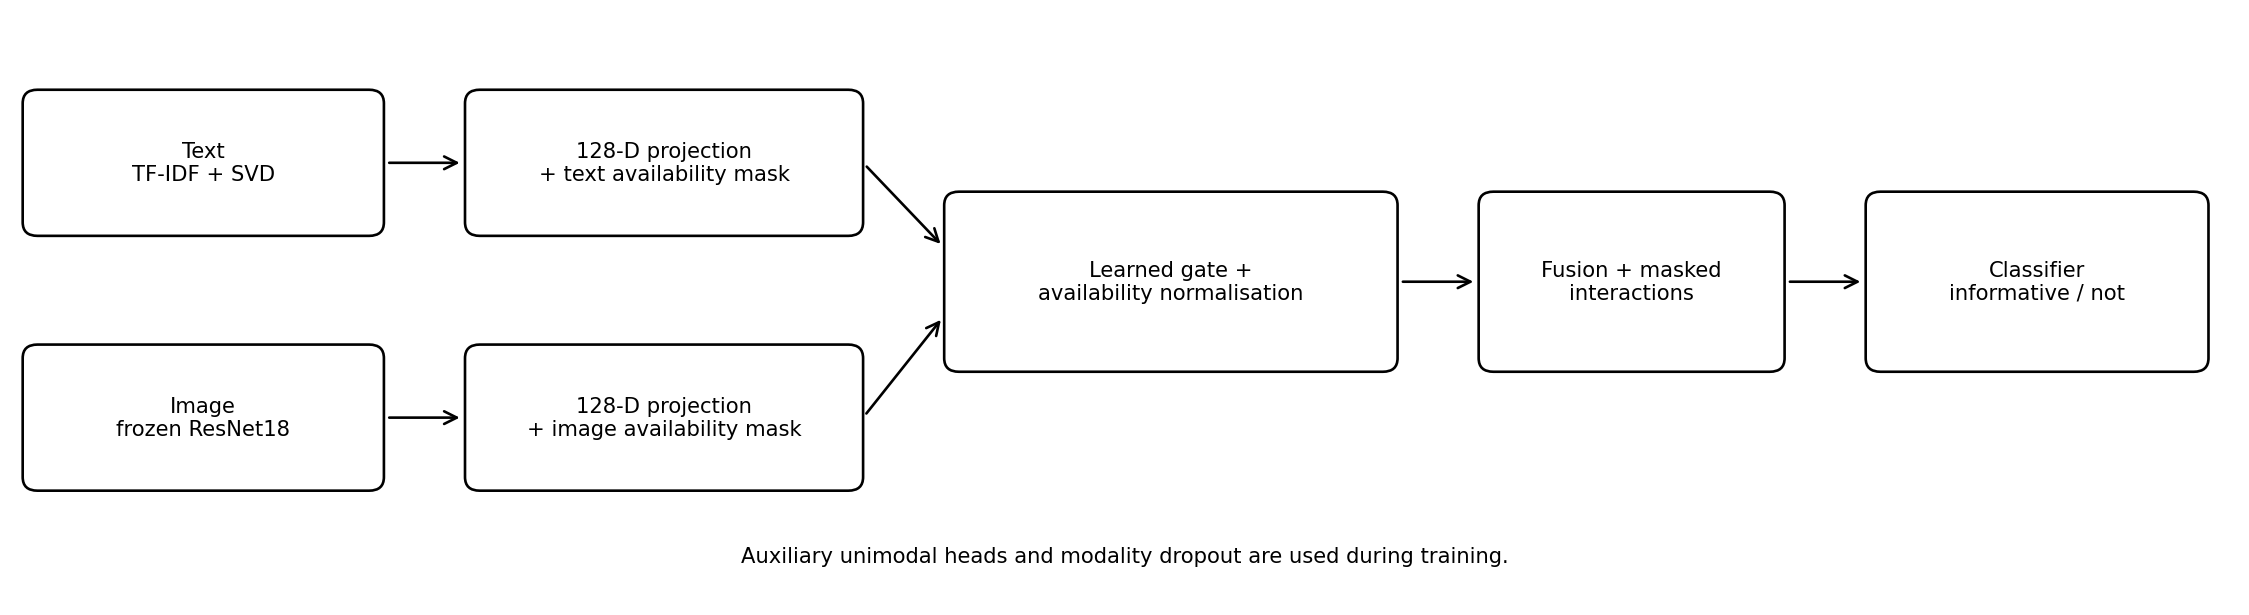 Text
TF-IDF + SVD
128-D projection
+ text availability mask
Image
frozen ResNet18
128-D projection
+ image availability mask
Learned gate +
availability normalisation
Fusion + masked
interactions
Classifier
informative / not
Auxiliary unimodal heads and modality dropout are used during training.